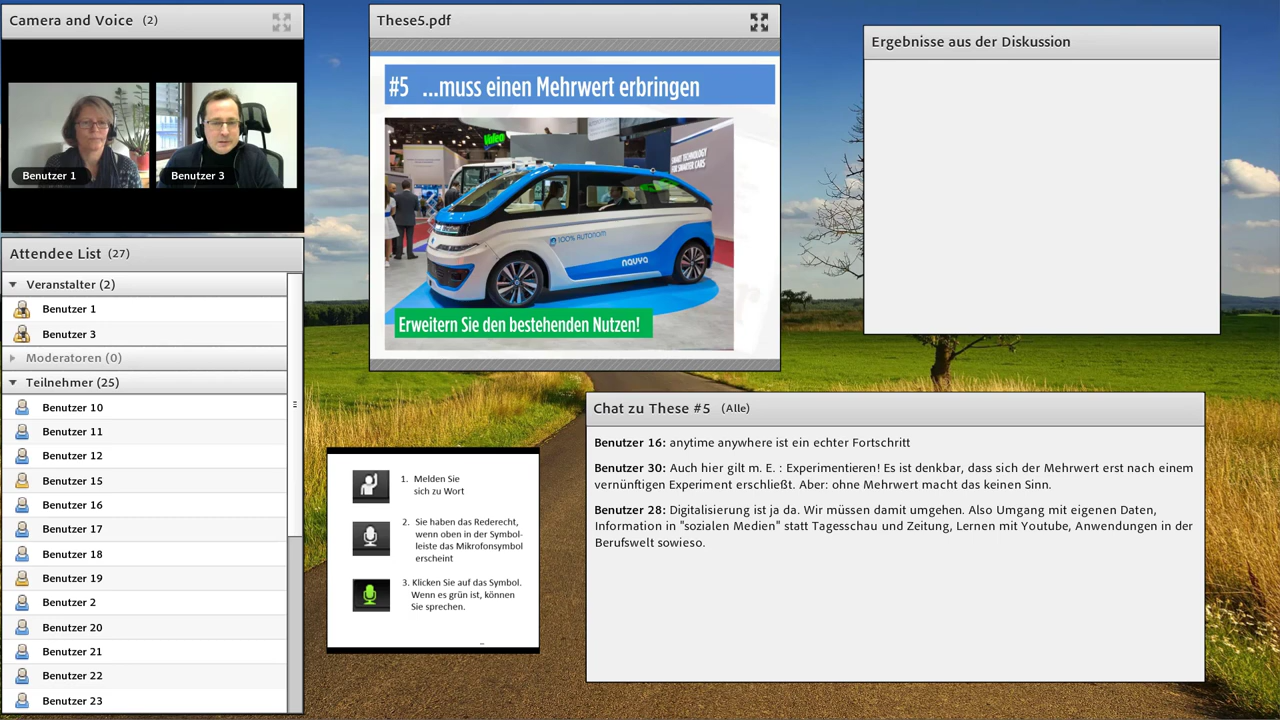 Camera and Voice (2)
Benutzer 1
Benutzer 3
Attendee List (27)
Veranstalter (2)
Benutzer 1
Benutzer 3
Moderatoren (0)
Teilnehmer (25)
Benutzer 10
Benutzer 11
Benutzer 12
Benutzer 15
Benutzer 16
Benutzer 17
Benutzer 18
Benutzer 19
Benutzer 2
Benutzer 20
Benutzer 21
Benutzer 22
Benutzer 23
These5.pdf
#5 ...muss einen Mehrwert erbringen
Valeo
SMART TECHNOLOGY
FOR SMARTER CARS
100% AUTONOM
navya
Erweitern Sie den bestehenden Nutzen!
1. Melden Sie
sich zu Wort
2. Sie haben das Rederecht,
wenn oben in der Symbol-
leiste das Mikrofonsymbol
erscheint
3. Klicken Sie auf das Symbol.
Wenn es grün ist, können
Sie sprechen.
Ergebnisse aus der Diskussion
Chat zu These #5 (Alle)
Benutzer 16: anytime anywhere ist ein echter Fortschritt
Benutzer 30: Auch hier gilt m. E. : Experimentieren! Es ist denkbar, dass sich der Mehrwert erst nach einem
vernünftigen Experiment erschließt. Aber: ohne Mehrwert macht das keinen Sinn.
Benutzer 28: Digitalisierung ist ja da. Wir müssen damit umgehen. Also Umgang mit eigenen Daten,
Information in "sozialen Medien" statt Tagesschau und Zeitung, Lernen mit Youtube, Anwendungen in der
Berufswelt sowieso.